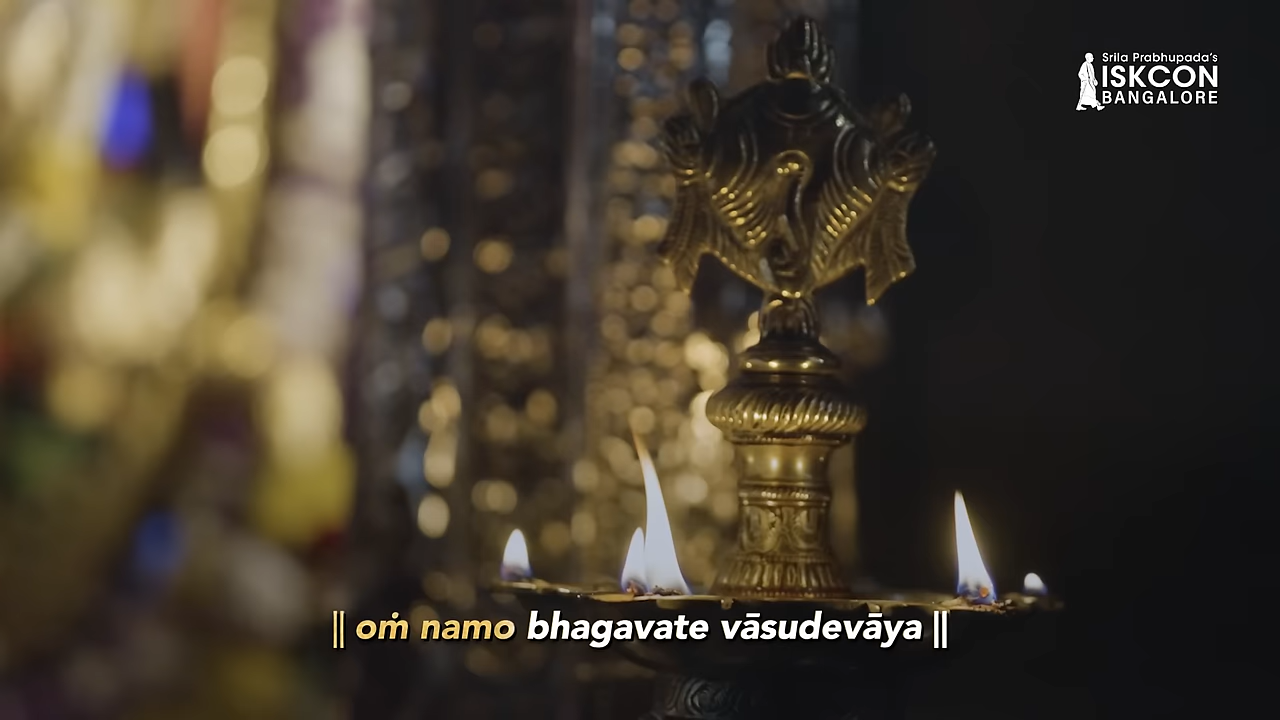 Srila Prabhupada's
ISKCON
BANGALORE
|| oṁ namo bhagavate vāsudevāya ||